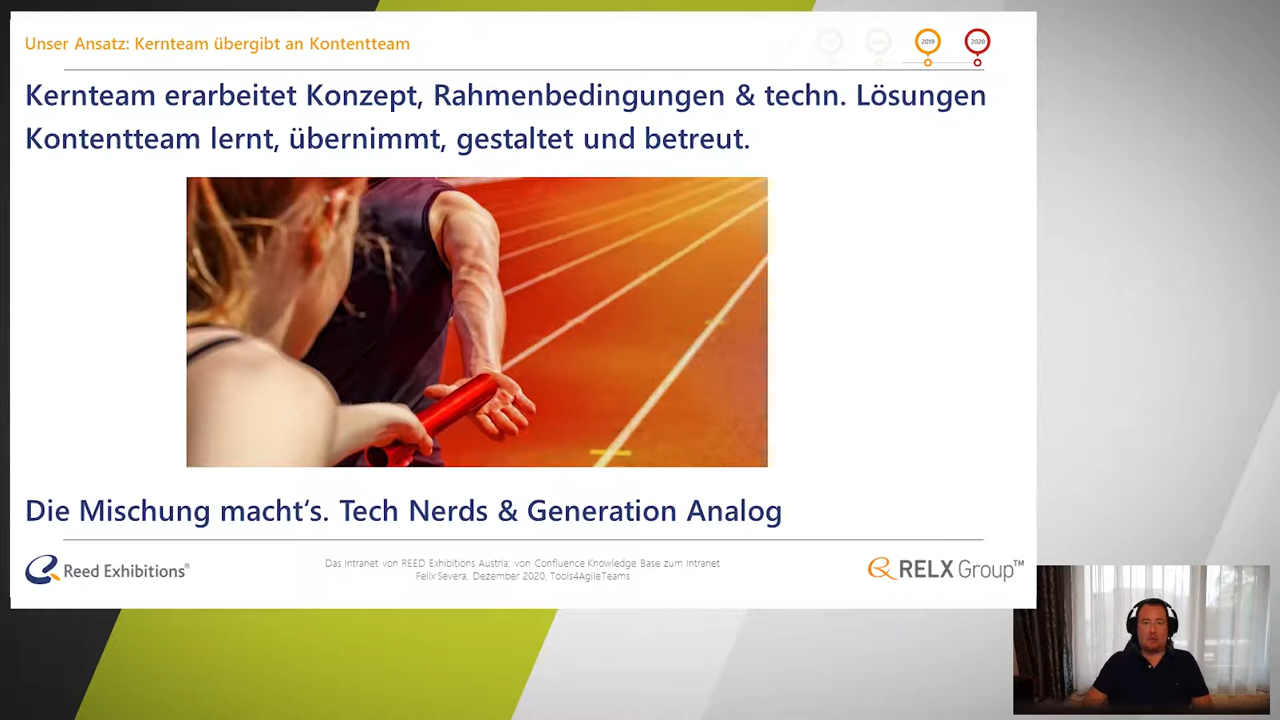 Unser Ansatz: Kernteam übergibt an Kontentteam
2019
2020
Kernteam erarbeitet Konzept, Rahmenbedingungen & techn. Lösungen
Kontentteam lernt, übernimmt, gestaltet und betreut.
Die Mischung macht‘s. Tech Nerds & Generation Analog
Reed Exhibitions®
Das Intranet von REED Exhibitions Austria: von Confluence Knowledge Base zum Intranet
Felix Severa, Dezember 2020, Tools4AgileTeams
RELX Group™